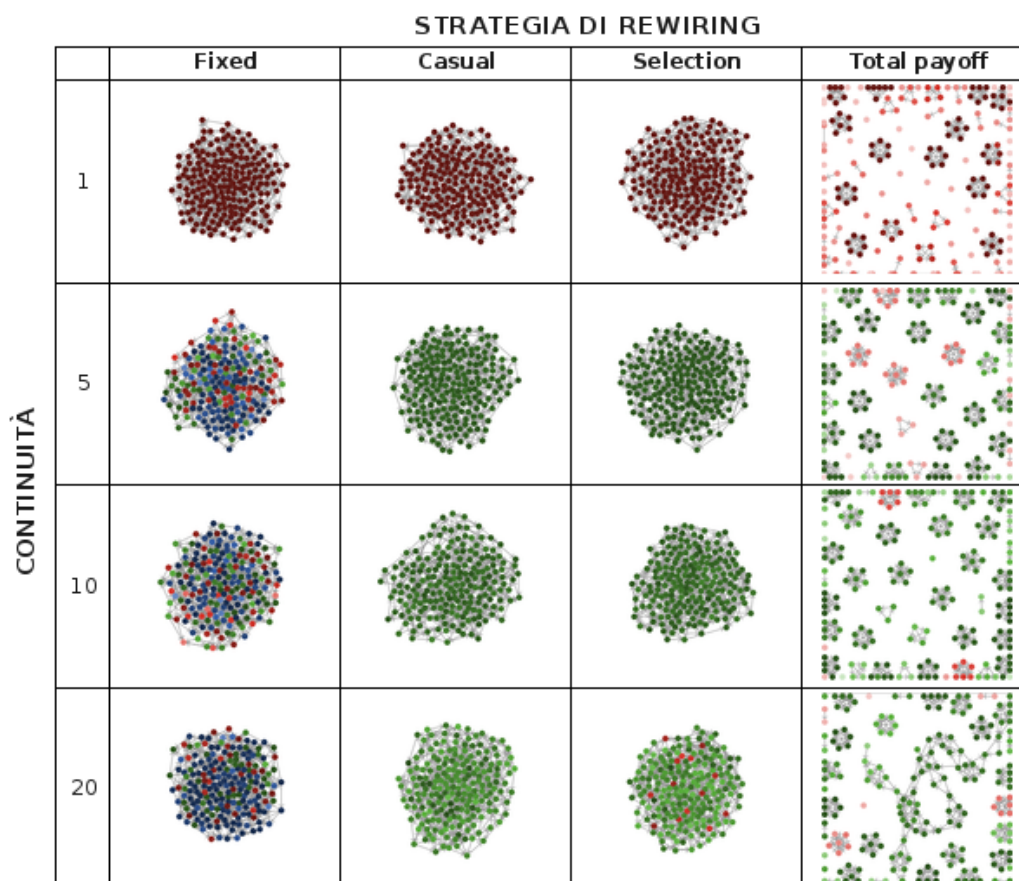 STRATEGIA DI REWIRING
Fixed Casual Selection Total payoff
CONTINUITÀ
1
5
10
20